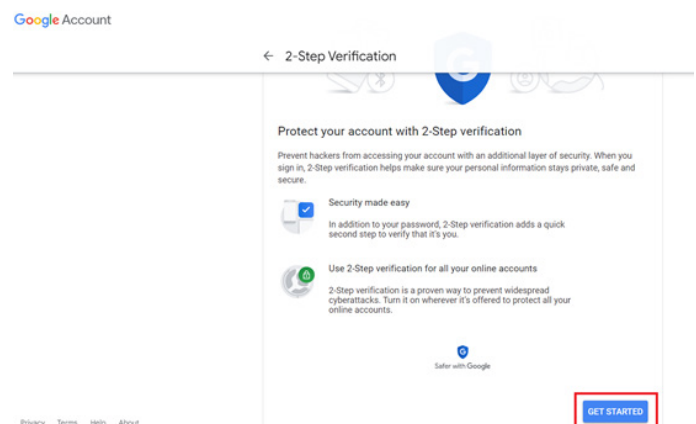 Google Account
← 2-Step Verification
Protect your account with 2-Step verification
Prevent hackers from accessing your account with an additional layer of security. When you
sign in, 2-Step verification helps make sure your personal information stays private, safe and
secure.
Security made easy
In addition to your password, 2-Step verification adds a quick
second step to verify that it's you.
Use 2-Step verification for all your online accounts
2-Step verification is a proven way to prevent widespread
cyberattacks. Turn it on wherever it's offered to protect all your
online accounts.
Safer with Google
GET STARTED
Privacy Terms Help About